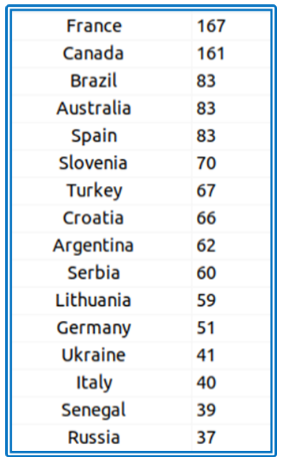 France 167
Canada 161
Brazil 83
Australia 83
Spain 83
Slovenia 70
Turkey 67
Croatia 66
Argentina 62
Serbia 60
Lithuania 59
Germany 51
Ukraine 41
Italy 40
Senegal 39
Russia 37